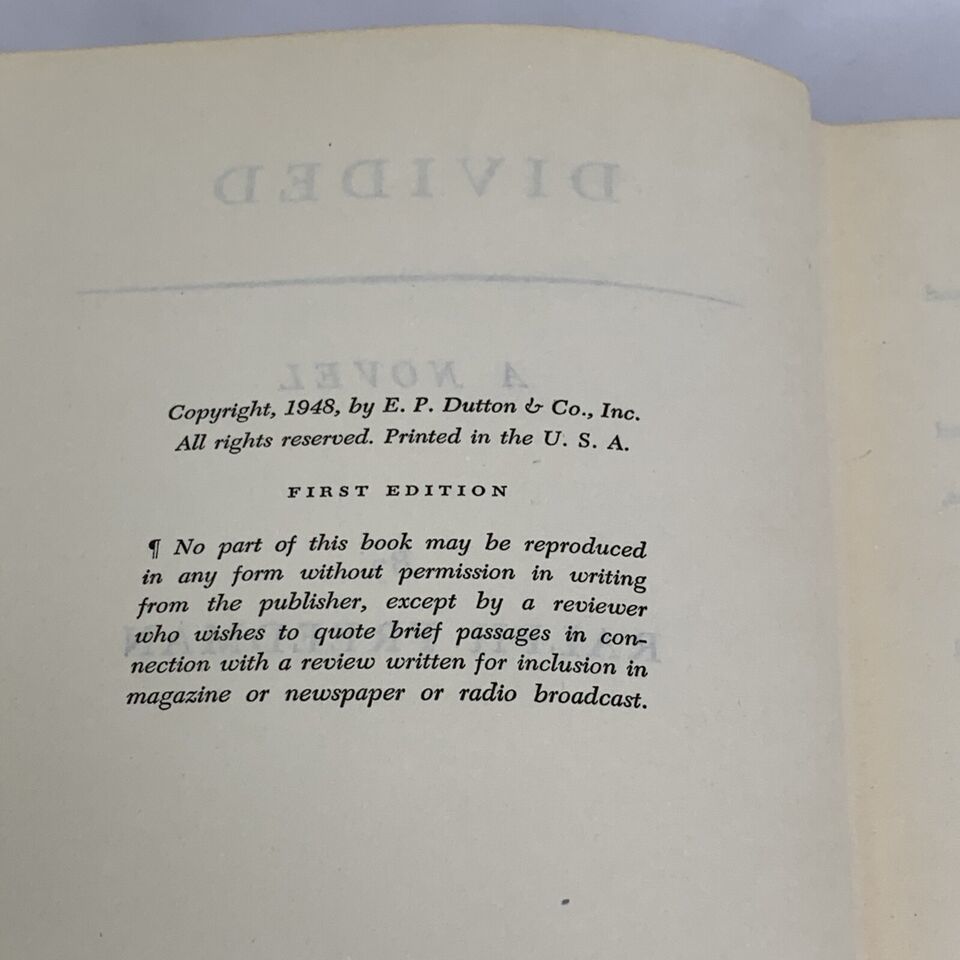 DIVIDED
A NOVEL
Copyright, 1948, by E. P. Dutton & Co., Inc.
All rights reserved. Printed in the U. S. A.
FIRST EDITION
¶ No part of this book may be reproduced
in any form without permission in writing
from the publisher, except by a reviewer
who wishes to quote brief passages in con-
nection with a review written for inclusion in
magazine or newspaper or radio broadcast.